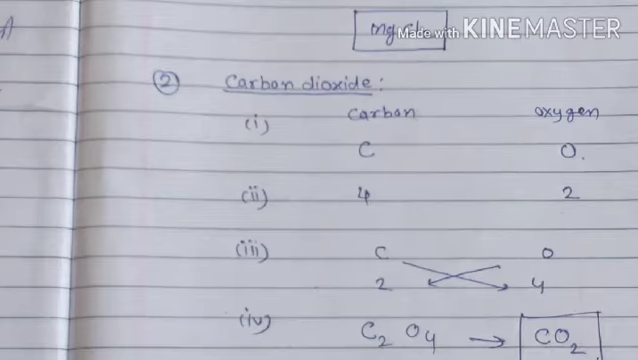 Made with KINEMASTER
② Carbon dioxide:
(i) Carbon oxygen
C O.
(ii) 4 2
(iii) C O
2 4
(iv) C₂ O₄ → CO₂